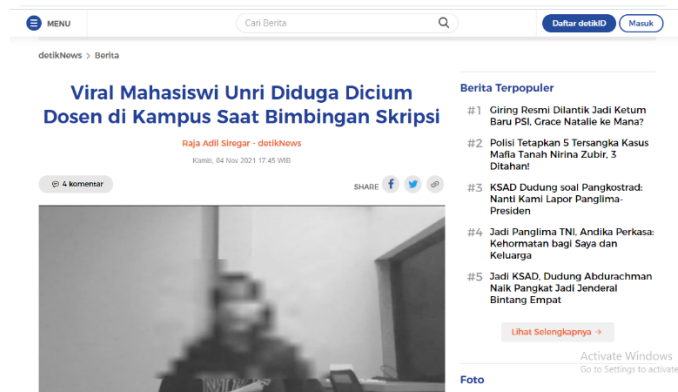 MENU
Cari Berita
Daftar detikID
Masuk
detikNews > Berita
Viral Mahasiswi Unri Diduga Dicium
Dosen di Kampus Saat Bimbingan Skripsi
Raja Adil Siregar - detikNews
Kamis, 04 Nov 2021 17:45 WIB
4 komentar
SHARE
Berita Terpopuler
#1 Giring Resmi Dilantik Jadi Ketum
Baru PSI, Grace Natalie ke Mana?
#2 Polisi Tetapkan 5 Tersangka Kasus
Mafia Tanah Nirina Zubir, 3
Ditahan!
#3 KSAD Dudung soal Pangkostrad:
Nanti Kami Lapor Panglima-
Presiden
#4 Jadi Panglima TNI, Andika Perkasa:
Kehormatan bagi Saya dan
Keluarga
#5 Jadi KSAD, Dudung Abdurachman
Naik Pangkat Jadi Jenderal
Bintang Empat
Lihat Selengkapnya →
Activate Windows
Go to Settings to activate
Foto